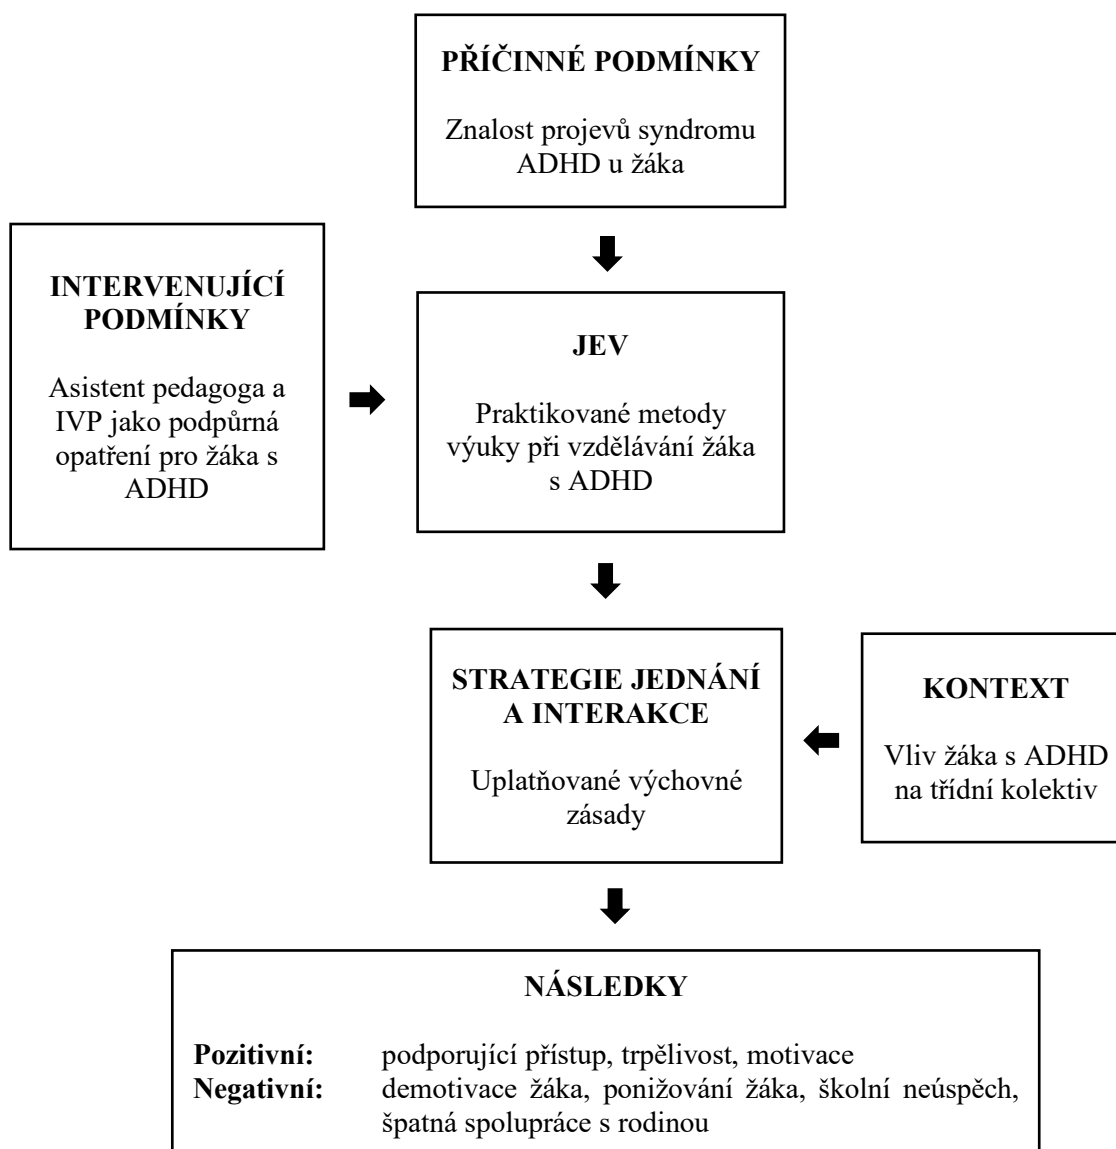 PŘÍČINNÉ PODMÍNKY
Znalost projevů syndromu
ADHD u žáka
INTERVENUJÍCÍ
PODMÍNKY
Asistent pedagoga a
IVP jako podpůrná
opatření pro žáka s
ADHD
JEV
Praktikované metody
výuky při vzdělávání žáka
s ADHD
STRATEGIE JEDNÁNÍ
A INTERAKCE
Uplatňované výchovné
zásady
KONTEXT
Vliv žáka s ADHD
na třídní kolektiv
NÁSLEDKY
Pozitivní: podporující přístup, trpělivost, motivace
Negativní: demotivace žáka, ponižování žáka, školní neúspěch,
špatná spolupráce s rodinou